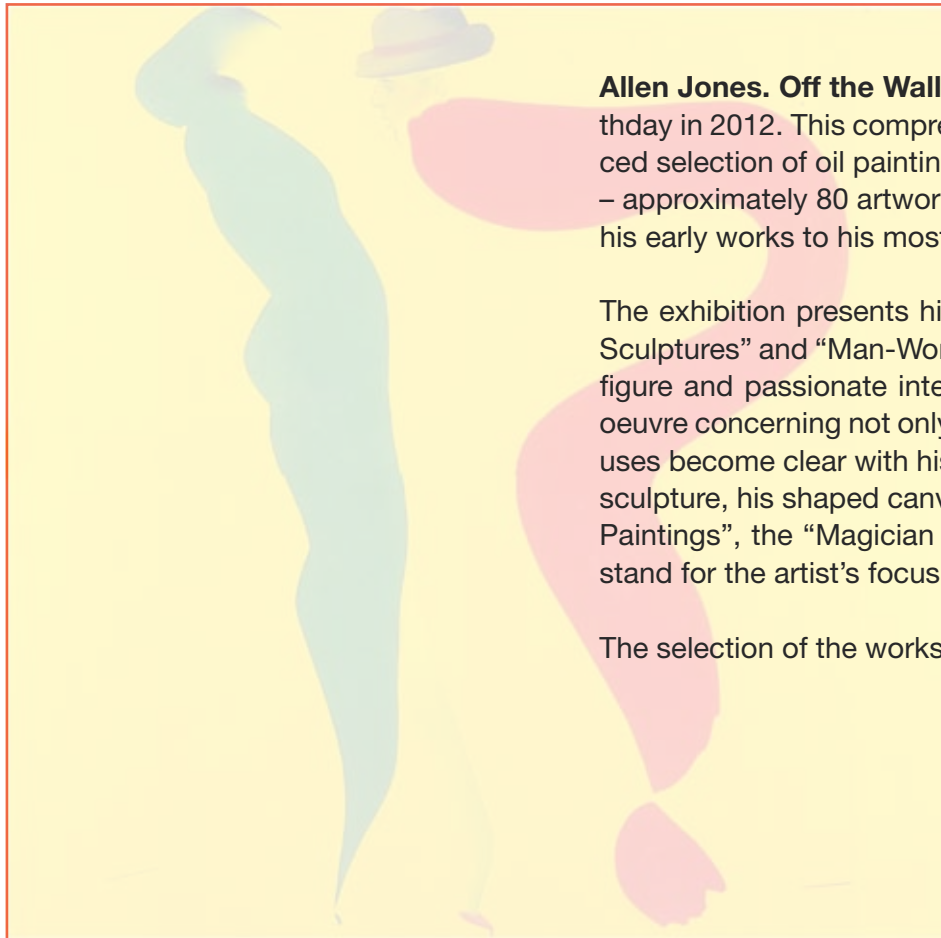 Allen Jones. Off the Wall
thday in 2012. This compre
ced selection of oil paintin
– approximately 80 artwor
his early works to his most
The exhibition presents hi
Sculptures” and “Man-Wor
figure and passionate inte
oeuvre concerning not only
uses become clear with his
sculpture, his shaped canv
Paintings”, the “Magician
stand for the artist’s focus
The selection of the works